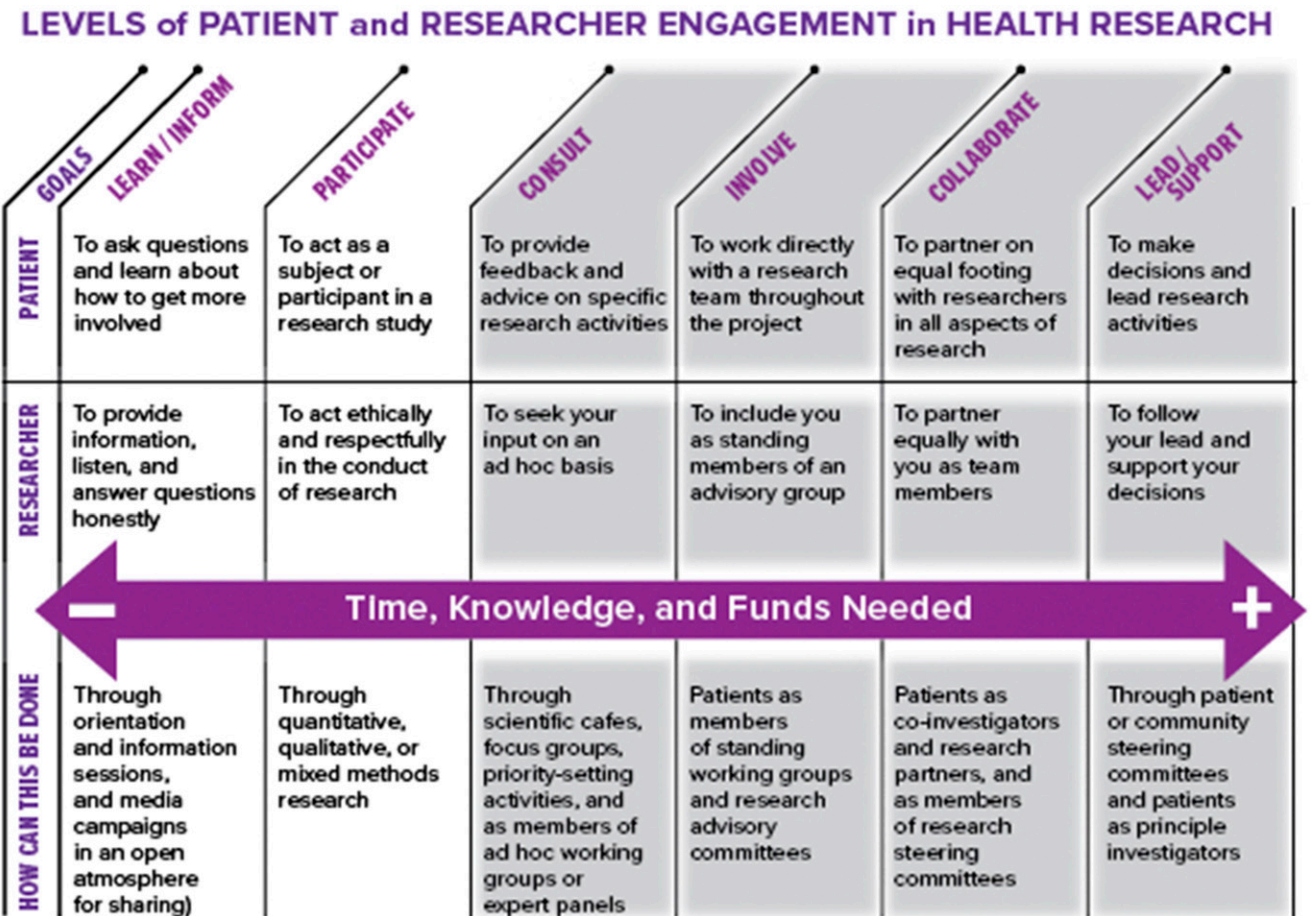 LEVELS of PATIENT and RESEARCHER ENGAGEMENT in HEALTH RESEARCH
GOALS
LEARN / INFORM
PARTICIPATE
CONSULT
INVOLVE
COLLABORATE
LEAD/
SUPPORT
PATIENT
To ask questions
and learn about
how to get more
involved
To act as a
subject or
participant in a
research study
To provide
feedback and
advice on specific
research activities
To work directly
with a research
team throughout
the project
To partner on
equal footing
with researchers
in all aspects of
research
To make
decisions and
lead research
activities
RESEARCHER
To provide
information,
listen, and
answer questions
honestly
To act ethically
and respectfully
in the conduct
of research
To seek your
input on an
ad hoc basis
To include you
as standing
members of an
advisory group
To partner
equally with
you as team
members
To follow
your lead and
support your
decisions
− Time, Knowledge, and Funds Needed +
HOW CAN THIS BE DONE
Through
orientation
and information
sessions,
and media
campaigns
in an open
atmosphere
for sharing)
Through
quantitative,
qualitative, or
mixed methods
research
Through
scientific cafes,
focus groups,
priority-setting
activities, and
as members of
ad hoc working
groups or
expert panels
Patients as
members
of standing
working groups
and research
advisory
committees
Patients as
co-investigators
and research
partners, and
as members
of research
steering
committees
Through patient
or community
steering
committees
and patients
as principle
investigators